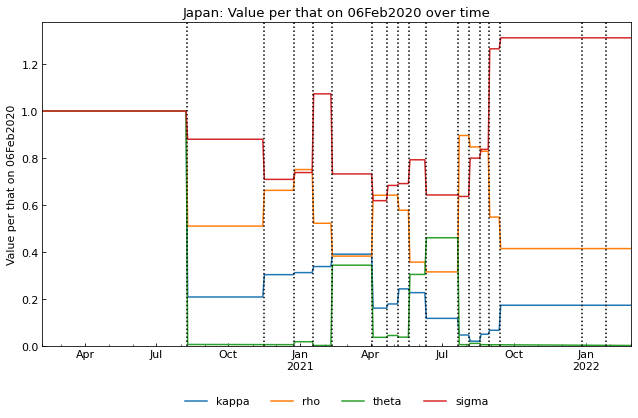 Japan: Value per that on 06Feb2020 over time
Value per that on 06Feb2020
1.2
1.0
0.8
0.6
0.4
0.2
0.0
Apr Jul Oct Jan Apr Jul Oct Jan
2021 2022
kappa rho theta sigma